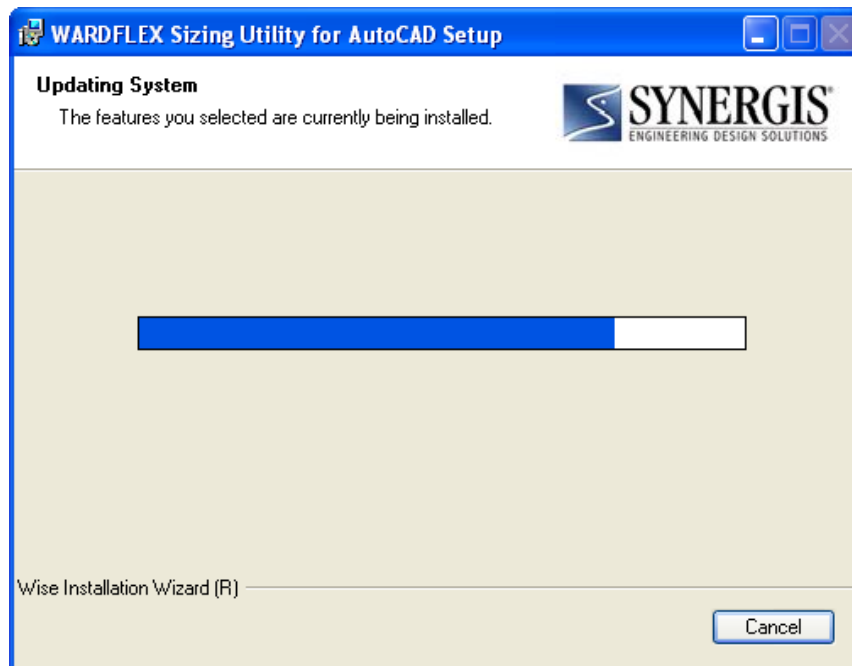 WARDFLEX Sizing Utility for AutoCAD Setup
Updating System
The features you selected are currently being installed.
SYNERGIS®
ENGINEERING DESIGN SOLUTIONS
Wise Installation Wizard (R)
Cancel